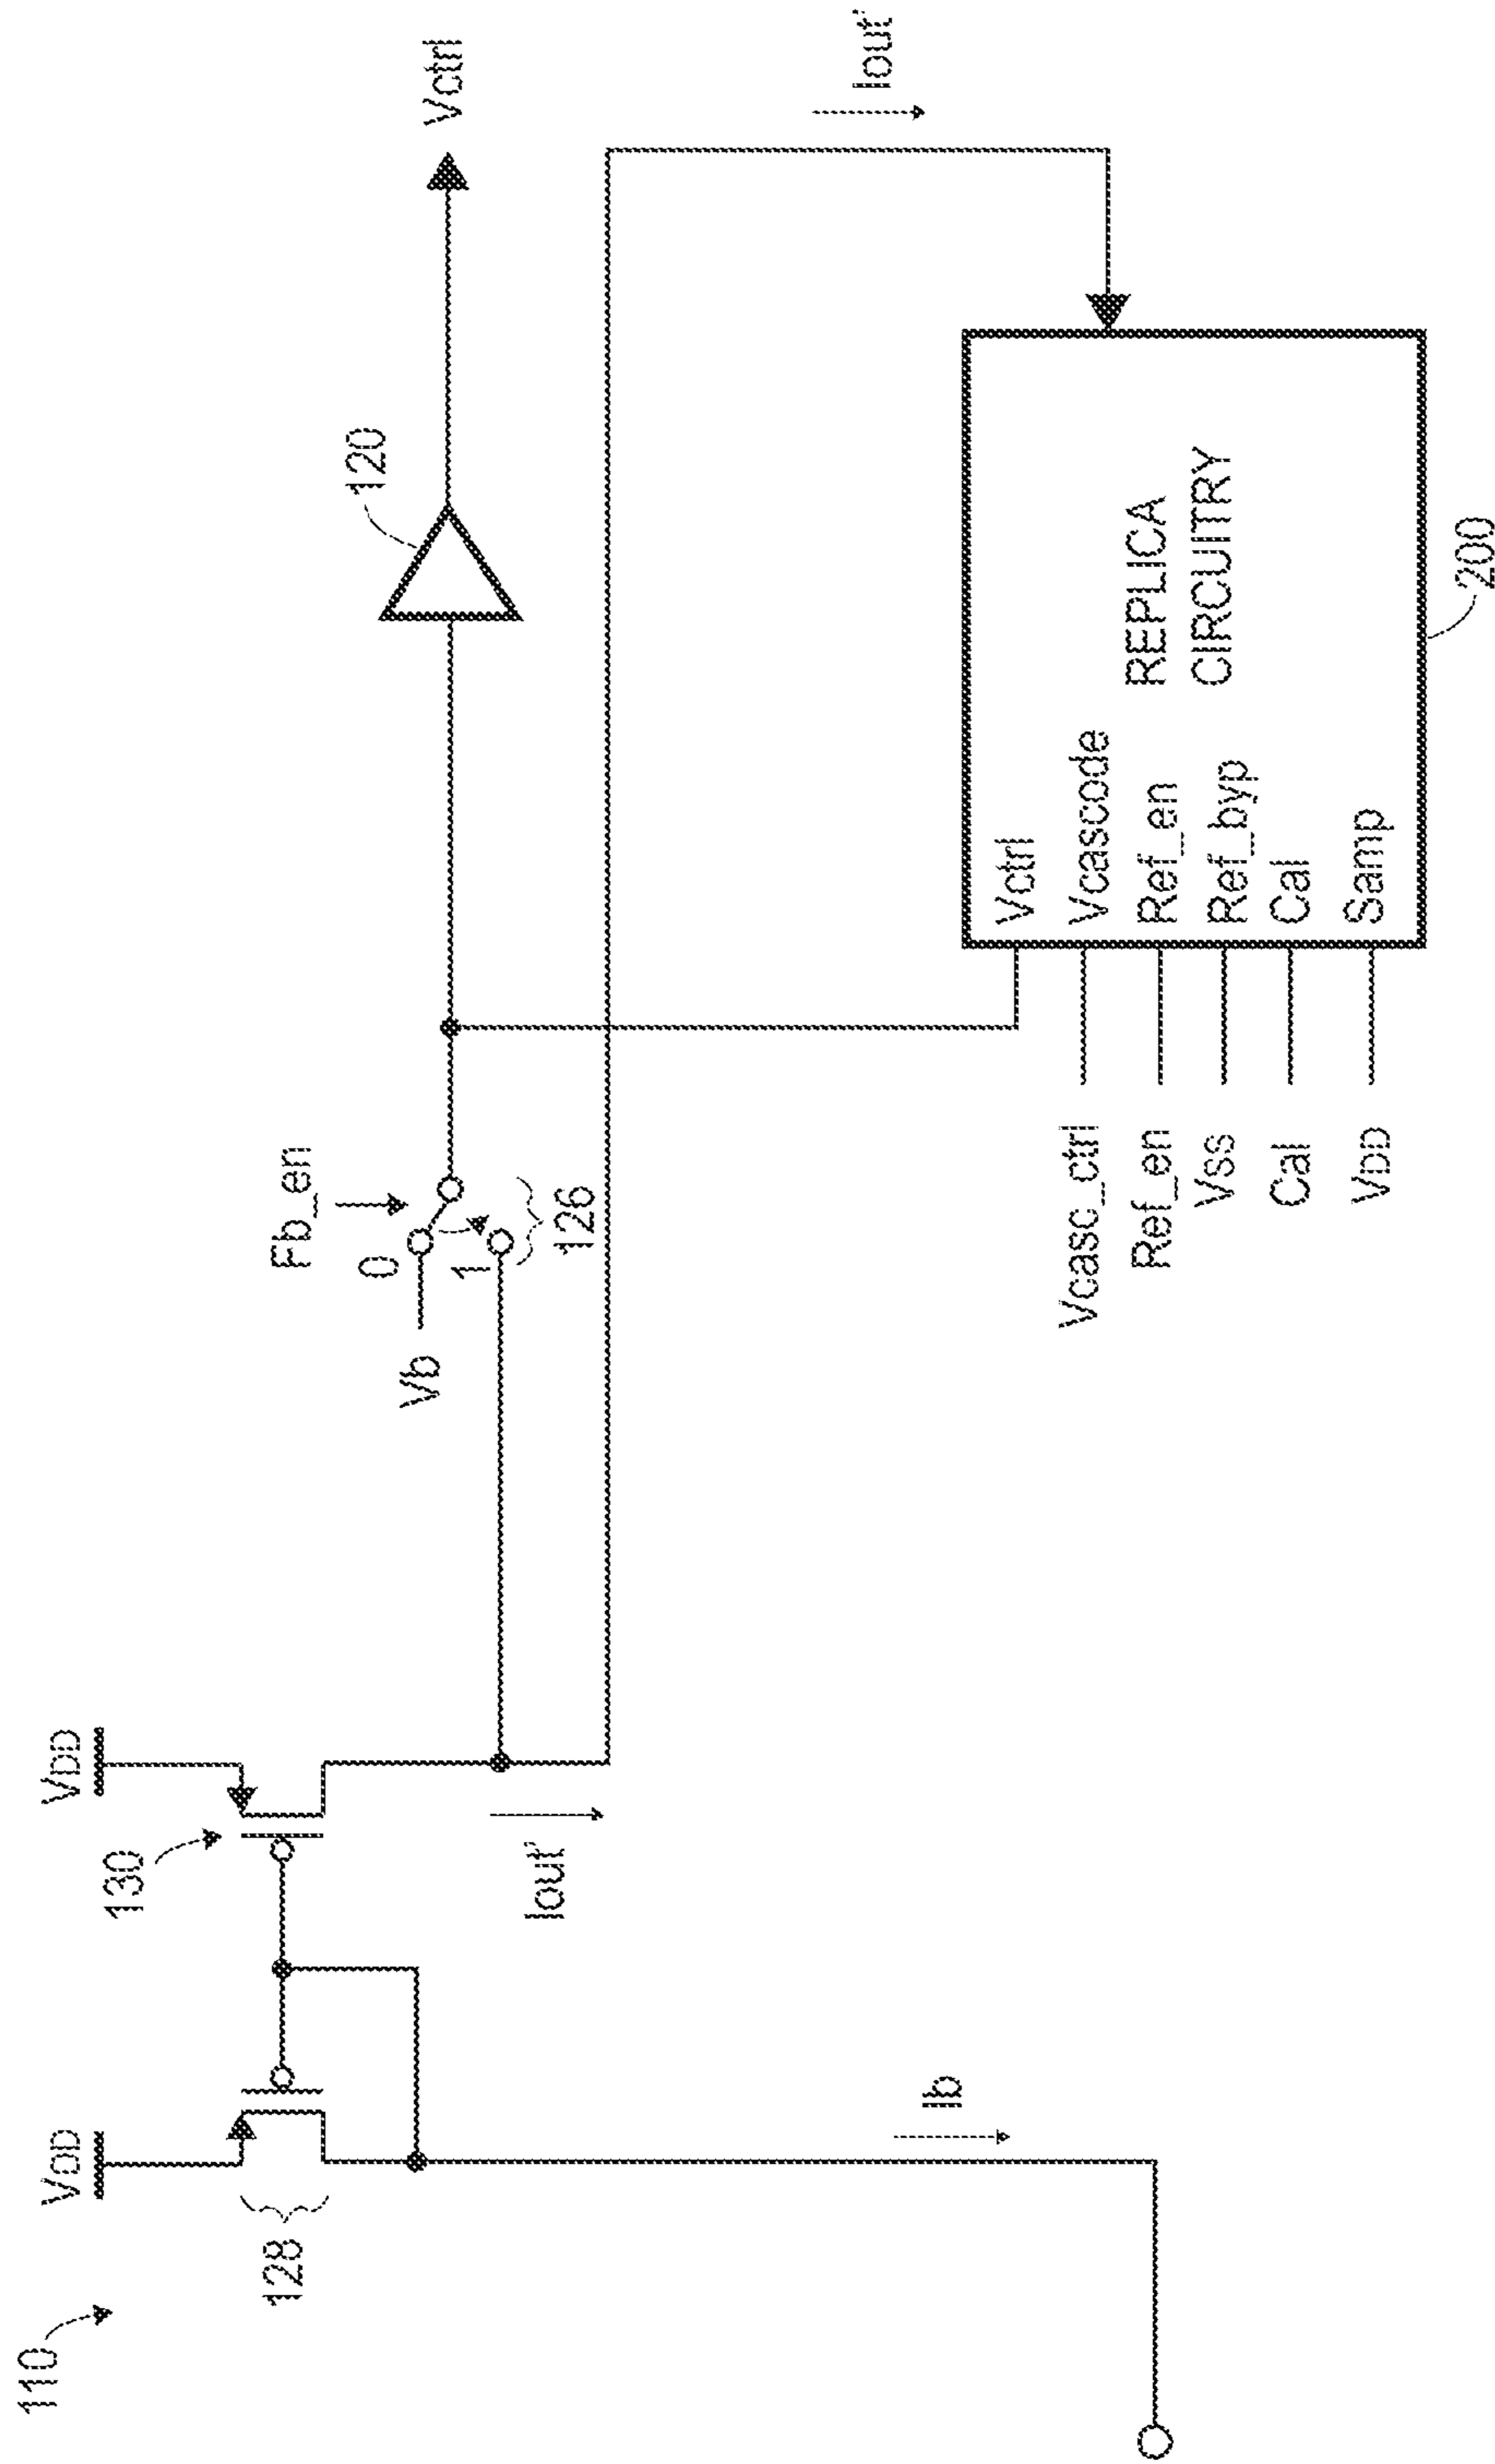 110
VDD
128
VDD
130
Ib
Iout'
Vb
0
1
Fb_en
126
120
Vctrl
Iout'
Vcasc_ctrl
Ref_en
Vss
Cal
VDD
Vctrl
Vcascode
Ref_en
Ref_byp
Cal
Samp
REPLICA
CIRCUITRY
200